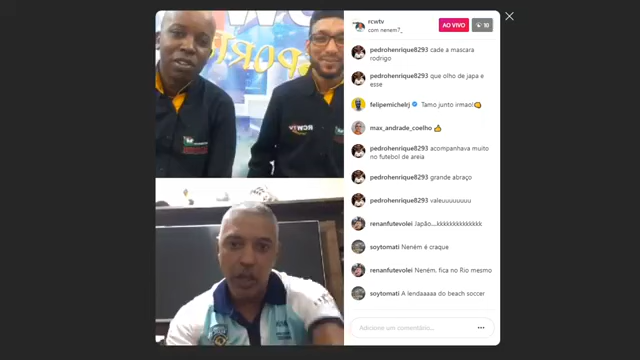 rcwtv
com nenem?_
AO VIVO
10
pedrohenrique8293 cade a mascara
rodrigo
pedrohenrique8293 que olho de japa e
esse
felipemichelrj Tamo junto irmao!
max_andrade_coelho
pedrohenrique8293 acompanhava muito
no futebol de areia
pedrohenrique8293 grande abraço
pedrohenrique8293 valeuuuuuuuu
renanfutevolei Japão....kkkkkkkkkkkkkk
soytomati Neném é craque
renanfutevolei Neném, fica no Rio mesmo
soytomati A lendaaaaa do beach soccer
Adicione um comentário...